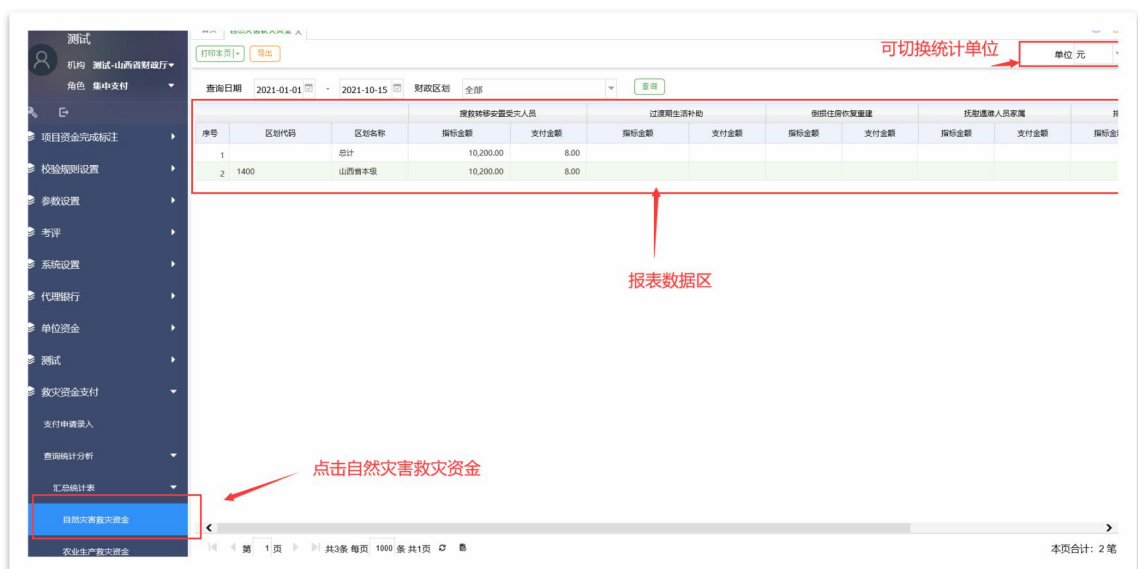 测试
机构 测试-山西省财政厅
角色 集中支付
项目资金完成标注
校验规则设置
参数设置
考评
系统设置
代理银行
单位资金
测试
救灾资金支付
支付申请录入
查询统计分析
汇总统计表
自然灾害救灾资金
农业生产救灾资金
打印本页 导出
可切换统计单位
单位 元
查询日期 2021-01-01 - 2021-10-15 财政区划 全部 查询
搜救转移安置受灾人员 过渡期生活补助 倒损住房恢复重建 抚慰遇难人员家属
序号 区划代码 区划名称 指标金额 支付金额 指标金额 支付金额 指标金额 支付金额 指标金额 支付金额 指标金
1 总计 10,200.00 8.00
2 1400 山西省本级 10,200.00 8.00
报表数据区
点击自然灾害救灾资金
第 1 页 共3条 每页 1000 条 共1页
本页合计：2 笔